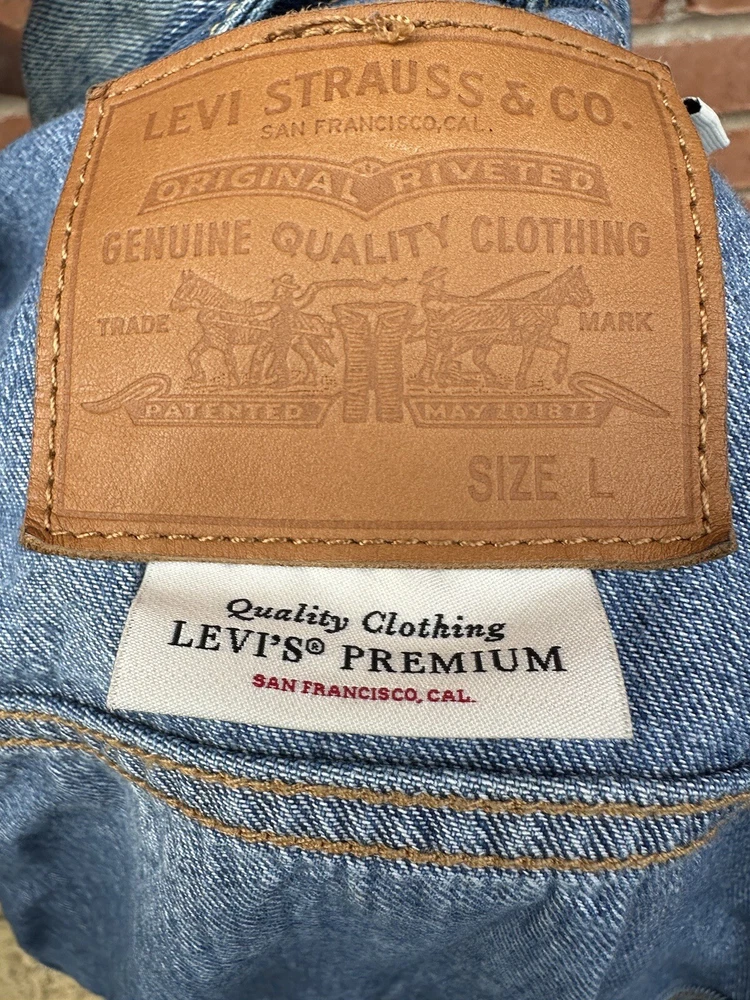 LEVI STRAUSS & CO.
SAN FRANCISCO, CAL.
ORIGINAL RIVETED
GENUINE QUALITY CLOTHING
TRADE MARK
PATENTED MAY 20 1873
SIZE L
Quality Clothing
LEVI'S® PREMIUM
SAN FRANCISCO, CAL.